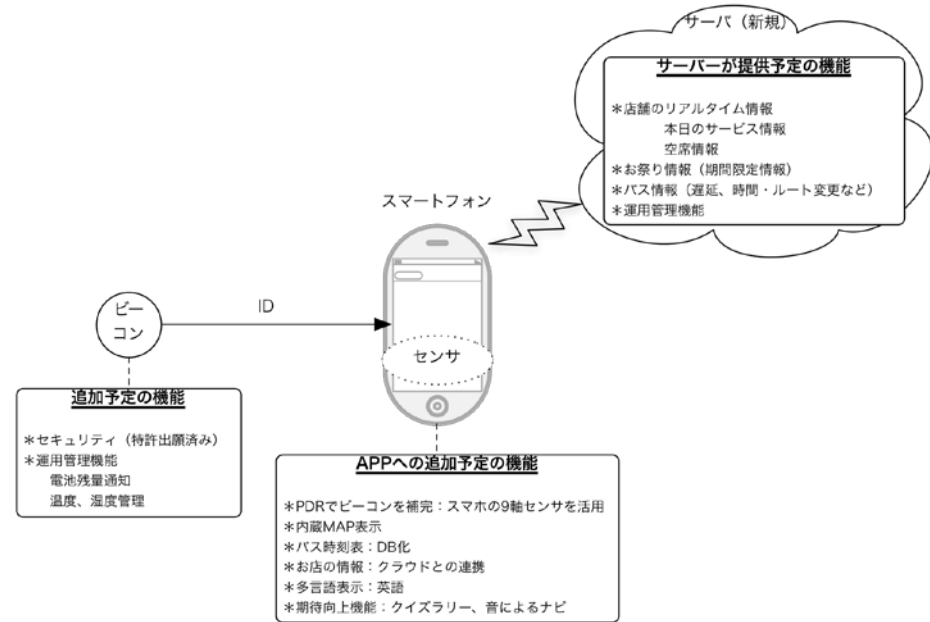 サーバ（新規）
サーバーが提供予定の機能
＊店舗のリアルタイム情報
本日のサービス情報
空席情報
＊お祭り情報（期間限定情報）
＊バス情報（遅延、時間・ルート変更など）
＊運用管理機能
スマートフォン
ビー
コン
ID
センサ
追加予定の機能
＊セキュリティ（特許出願済み）
＊運用管理機能
電池残量通知
温度、湿度管理
APPへの追加予定の機能
＊PDRでビーコンを補完：スマホの9軸センサを活用
＊内蔵MAP表示
＊バス時刻表：DB化
＊お店の情報：クラウドとの連携
＊多言語表示：英語
＊期待向上機能：クイズラリー、音によるナビ